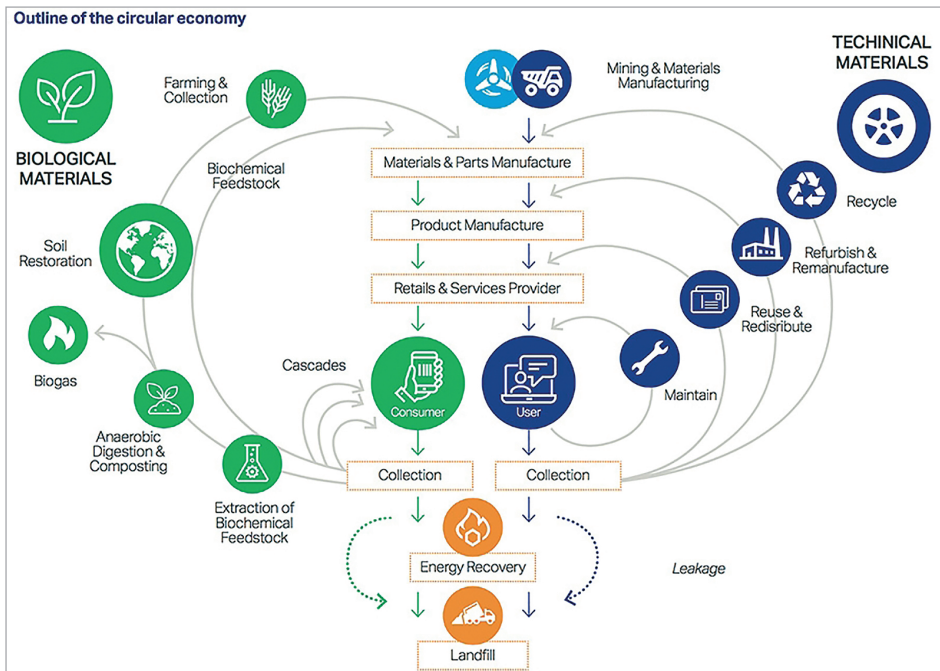 Outline of the circular economy
BIOLOGICAL
MATERIALS
Farming &
Collection
Biochemical
Feedstock
Soil
Restoration
Biogas
Anaerobic
Digestion &
Composting
Extraction of
Biochemical
Feedstock
Cascades
Mining & Materials
Manufacturing
TECHINICAL
MATERIALS
Materials & Parts Manufacture
Product Manufacture
Retails & Services Provider
Consumer
User
Collection
Collection
Energy Recovery
Landfill
Recycle
Refurbish &
Remanufacture
Reuse &
Redisribute
Maintain
Leakage